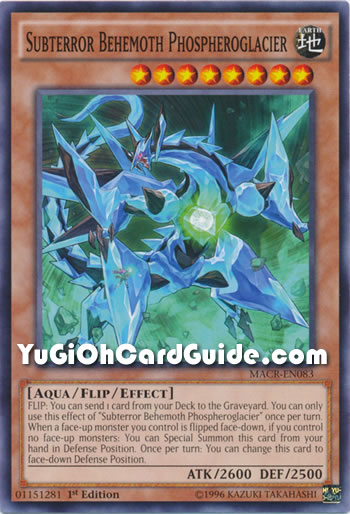 SUBTERROR BEHEMOTH PHOSPHEROGLACIER
EARTH
地
YuGiOhCardGuide.com
MACR-EN083
[AQUA/FLIP/EFFECT]
FLIP: You can send 1 card from your Deck to the Graveyard. You can only
use this effect of "Subterror Behemoth Phospheroglacier" once per turn.
When a face-up monster you control is flipped face-down, if you control
no face-up monsters: You can Special Summon this card from your
hand in Defense Position. Once per turn: You can change this card to
face-down Defense Position.
ATK/2600 DEF/2500
01151281 1st Edition ©1996 KAZUKI TAKAHASHI